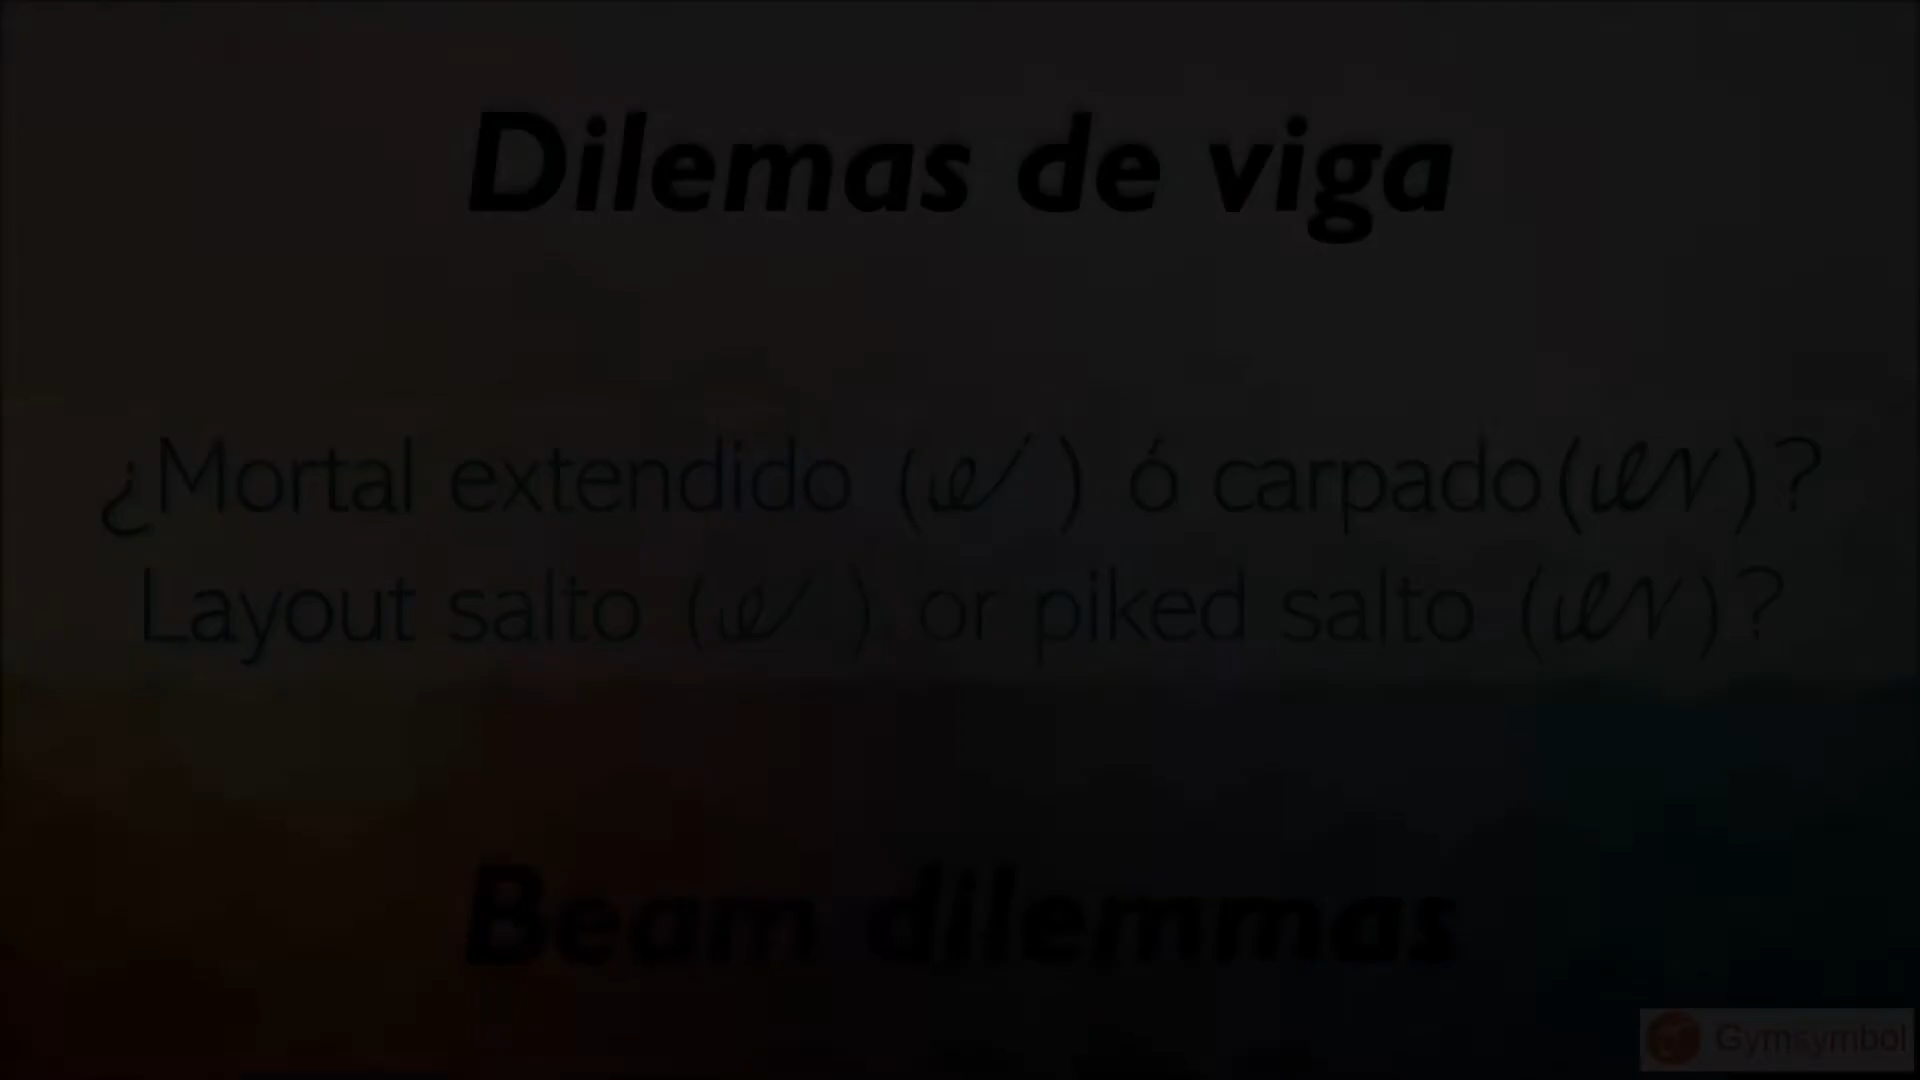 Dilemas de viga
¿Mortal extendido ( ) ó carpado( )?
Layout salto ( ) or piked salto ( )?
Beam dilemmas
Gymsymbol